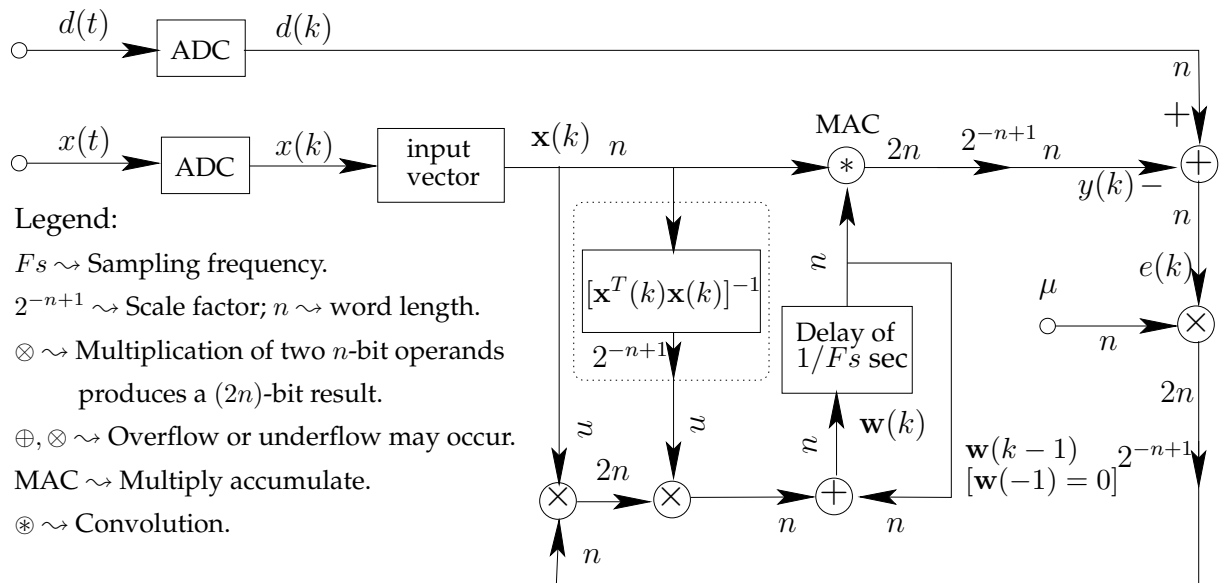 d(t)
ADC
d(k)
n
+
x(t)
ADC
x(k)
input
vector
x(k) n
MAC
*
2n
2^{-n+1}
n
y(k) −
+
n
Legend:
Fs ⤳ Sampling frequency.
2^{-n+1} ⤳ Scale factor; n ⤳ word length.
⊗ ⤳ Multiplication of two n-bit operands
produces a (2n)-bit result.
⊕, ⊗ ⤳ Overflow or underflow may occur.
MAC ⤳ Multiply accumulate.
⊛ ⤳ Convolution.
[x^T(k)x(k)]^{-1}
2^{-n+1}
n
Delay of
1/Fs sec
e(k)
μ
n
×
2n
n
n
n
w(k)
w(k − 1)
[w(−1) = 0]
2^{-n+1}
×
2n
×
n
+
n
n